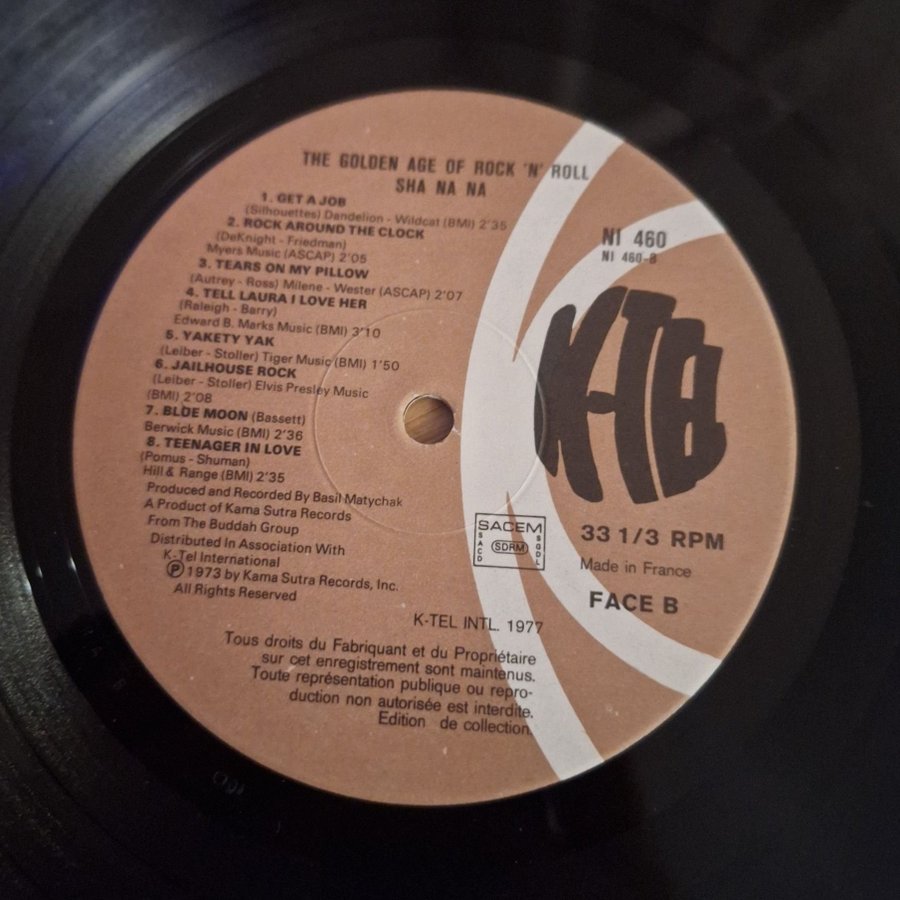 THE GOLDEN AGE OF ROCK 'N' ROLL
SHA NA NA
1. GET A JOB
(Silhouettes) Dandelion - Wildcat (BMI) 2'35
2. ROCK AROUND THE CLOCK
(DeKnight - Friedman)
Myers Music (ASCAP) 2'05
3. TEARS ON MY PILLOW
(Autrey - Ross) Milene - Wester (ASCAP) 2'07
4. TELL LAURA I LOVE HER
(Raleigh - Barry)
Edward B. Marks Music (BMI) 3'10
5. YAKETY YAK
(Leiber - Stoller) Tiger Music (BMI) 1'50
6. JAILHOUSE ROCK
(Leiber - Stoller) Elvis Presley Music
(BMI) 2'08
7. BLUE MOON (Bassett)
Berwick Music (BMI) 2'36
8. TEENAGER IN LOVE
(Pomus - Shuman)
Hill & Range (BMI) 2'35
Produced and Recorded By Basil Matychak
A Product of Kama Sutra Records
From The Buddah Group
Distributed In Association With
K-Tel International
Ⓟ 1973 by Kama Sutra Records, Inc.
All Rights Reserved
NI 460
NI 460-B
SACEM
SACD
SDRM
SGDL
33 1/3 RPM
Made in France
FACE B
K-TEL INTL. 1977
Tous droits du Fabriquant et du Propriétaire
sur cet enregistrement sont maintenus.
Toute représentation publique ou repro-
duction non autorisée est interdite.
Edition de collection.